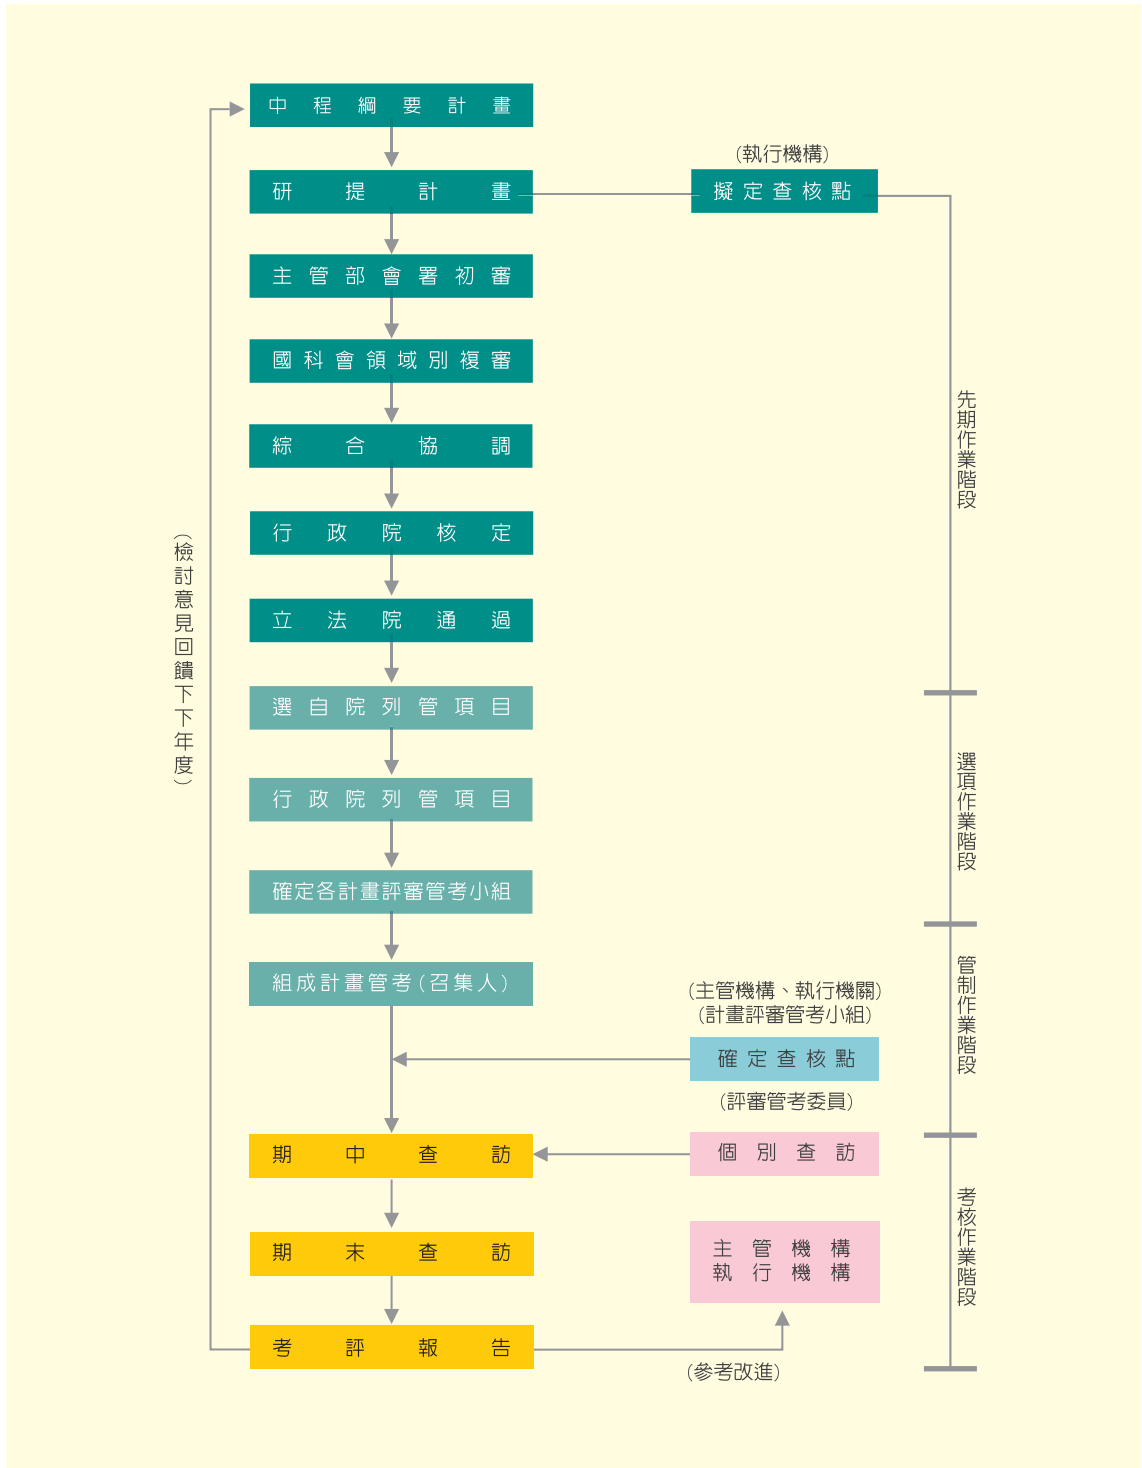 中程綱要計畫
(執行機構)
研提計畫
擬定查核點
主管部會署初審
國科會領域別複審
先期作業階段
綜合協調
行政院核定
(檢討意見回饋下下年度)
立法院通過
選自院列管項目
選項作業階段
行政院列管項目
確定各計畫評審管考小組
組成計畫管考(召集人)
管制作業階段
(主管機構、執行機關)
(計畫評審管考小組)
確定查核點
(評審管考委員)
期中查訪
個別查訪
考核作業階段
主管機構
執行機構
期末查訪
考評報告
(參考改進)